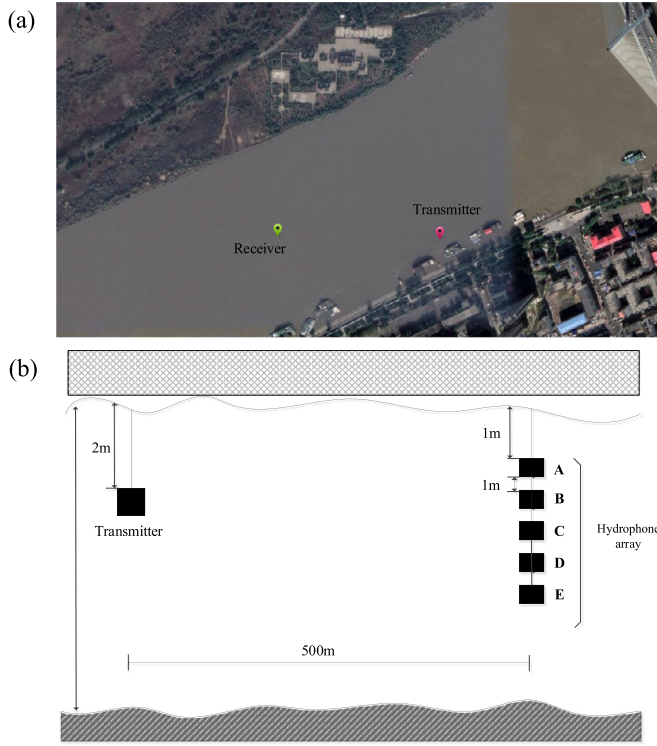 (a)
Transmitter
Receiver
(b)
2m
Transmitter
1m
1m
A
B
C
D
E
Hydrophone
array
500m